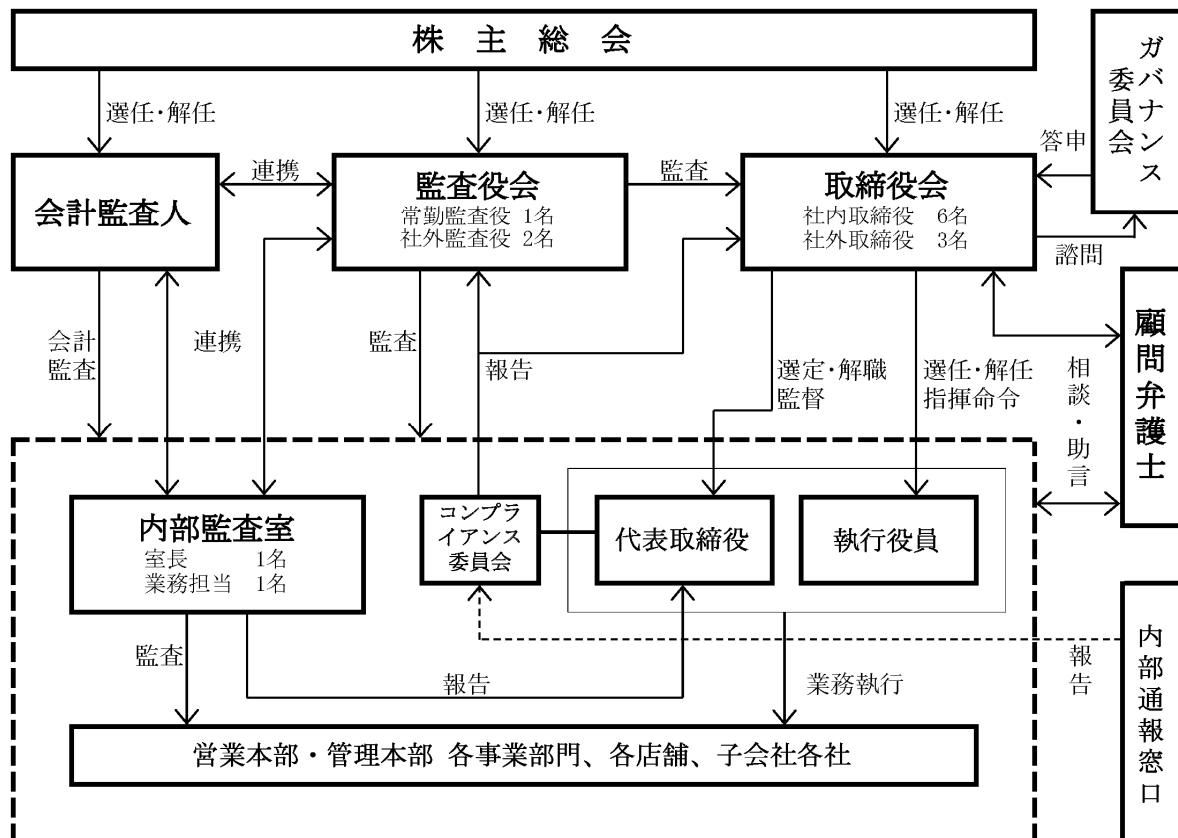 株主総会
ガバナンス
委員会
選任・解任
選任・解任
選任・解任
答申
会計監査人
連携
監査役会
常勤監査役 1名
社外監査役 2名
監査
取締役会
社内取締役 6名
社外取締役 3名
諮問
会計
監査
連携
監査
報告
選定・解職
監督
選任・解任
指揮命令
相談・助言
顧問弁護士
内部監査室
室長 1名
業務担当 1名
コンプラ
イアンス
委員会
代表取締役
執行役員
監査
報告
業務執行
報告
内部通報窓口
営業本部・管理本部 各事業部門、各店舗、子会社各社